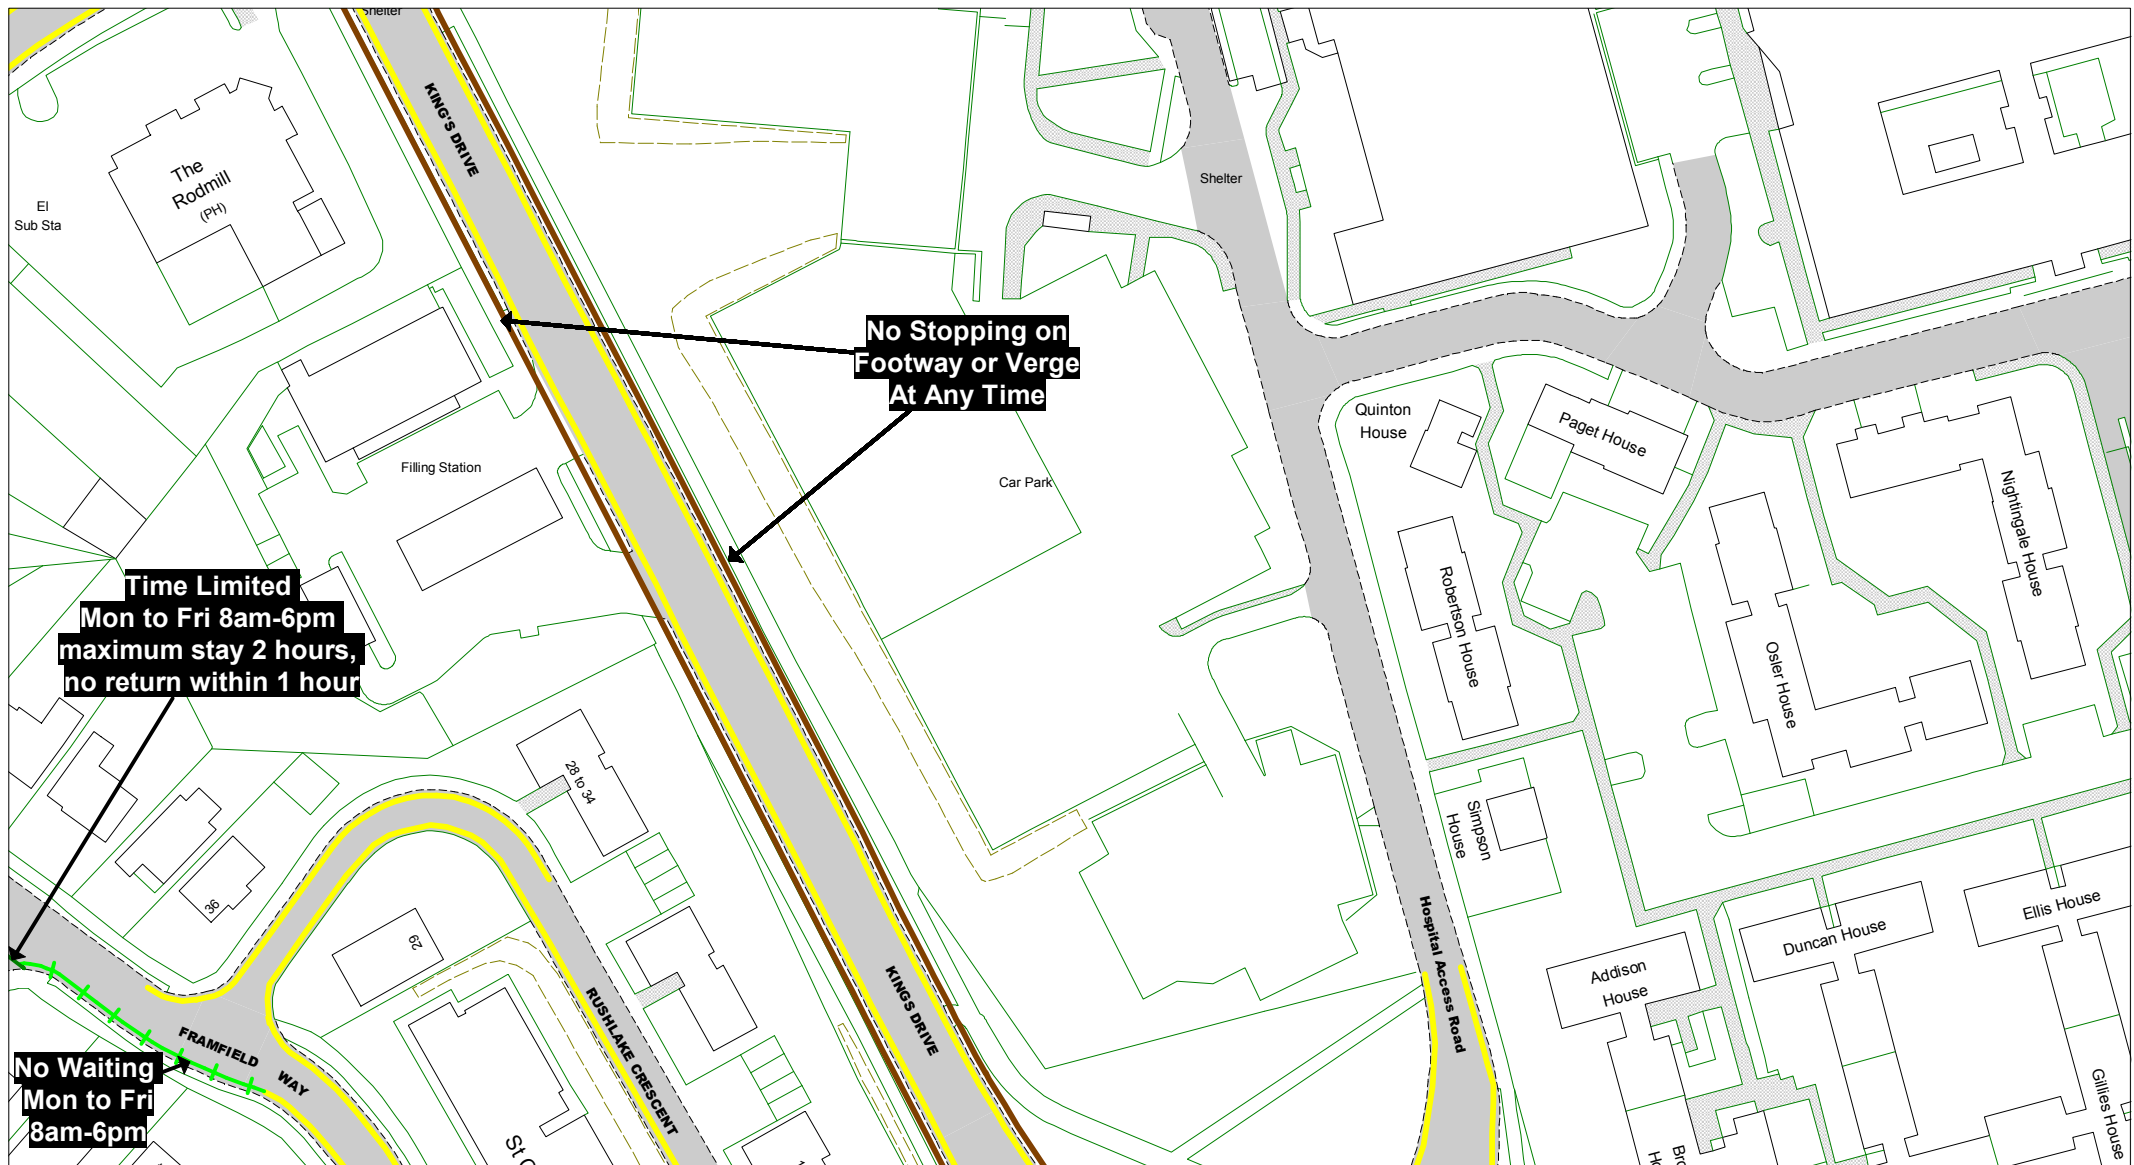 Shelter
KING'S DRIVE
The
Rodmill
(PH)
El
Sub Sta
Shelter
No Stopping on
Footway or Verge
At Any Time
Quinton
House
Paget House
Filling Station
Car Park
Nightingale House
Time Limited
Mon to Fri 8am-6pm
maximum stay 2 hours,
no return within 1 hour
Robertson House
Osler House
28 to 34
Simpson
House
36
29
Hospital Access Road
Ellis House
Duncan House
Addison
House
KINGS DRIVE
RUSHLAKE CRESCENT
FRAMFIELD WAY
No Waiting
Mon to Fri
8am-6pm
Gillies House
St